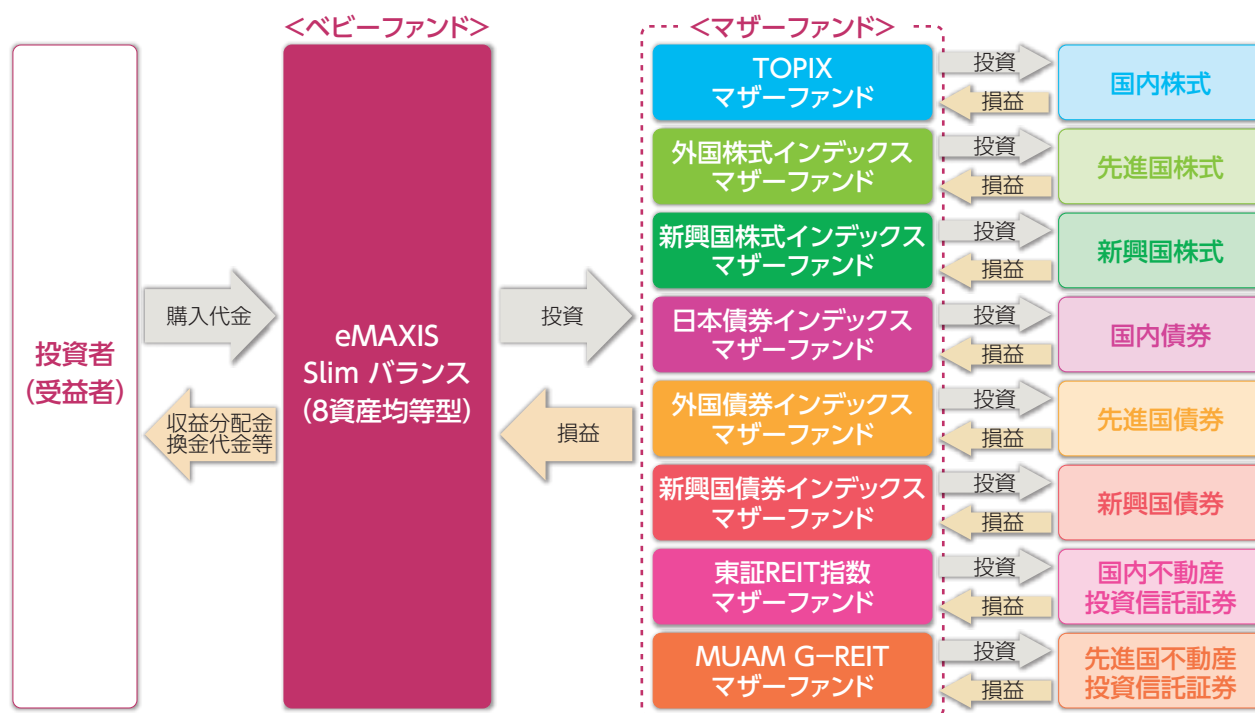 <ベビーファンド>
<マザーファンド>
投資者
(受益者)
購入代金
収益分配金
換金代金等
eMAXIS
Slim バランス
(8資産均等型)
投資
損益
TOPIX
マザーファンド
投資
損益
国内株式
外国株式インデックス
マザーファンド
投資
損益
先進国株式
新興国株式インデックス
マザーファンド
投資
損益
新興国株式
日本債券インデックス
マザーファンド
投資
損益
国内債券
外国債券インデックス
マザーファンド
投資
損益
先進国債券
新興国債券インデックス
マザーファンド
投資
損益
新興国債券
東証REIT指数
マザーファンド
投資
損益
国内不動産
投資信託証券
MUAM G−REIT
マザーファンド
投資
損益
先進国不動産
投資信託証券